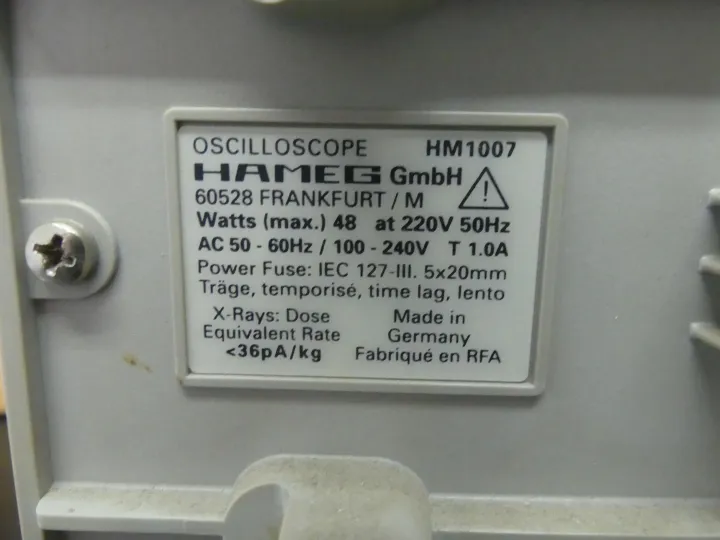 OSCILLOSCOPE HM1007
HAMEG GmbH
60528 FRANKFURT / M
Watts (max.) 48 at 220V 50Hz
AC 50 - 60Hz / 100 - 240V T 1.0A
Power Fuse: IEC 127-III. 5x20mm
Träge, temporisé, time lag, lento
X-Rays: Dose
Equivalent Rate
<36pA/kg
Made in
Germany
Fabriqué en RFA